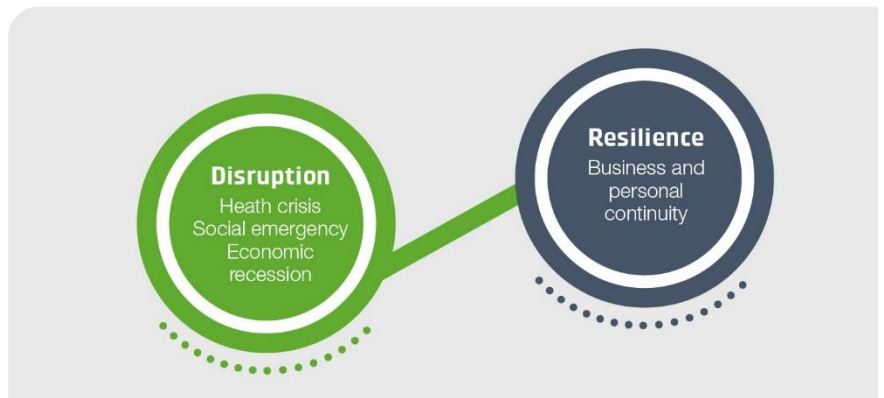 Disruption
Heath crisis
Social emergency
Economic
recession
Resilience
Business and
personal
continuity